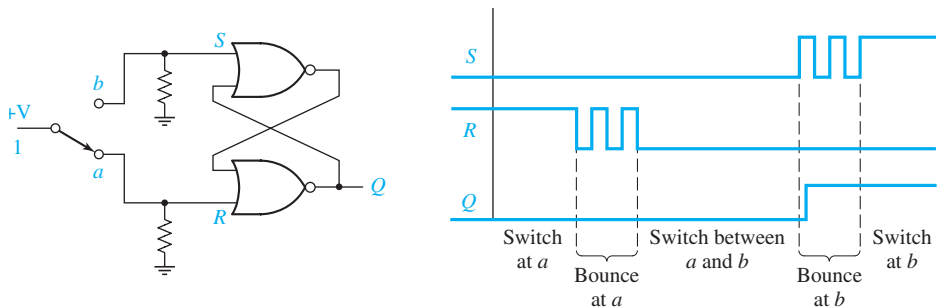 S
b
+V
1
a
R
Q
S
R
Q
Switch
at a
Bounce
at a
Switch between
a and b
Bounce
at b
Switch
at b